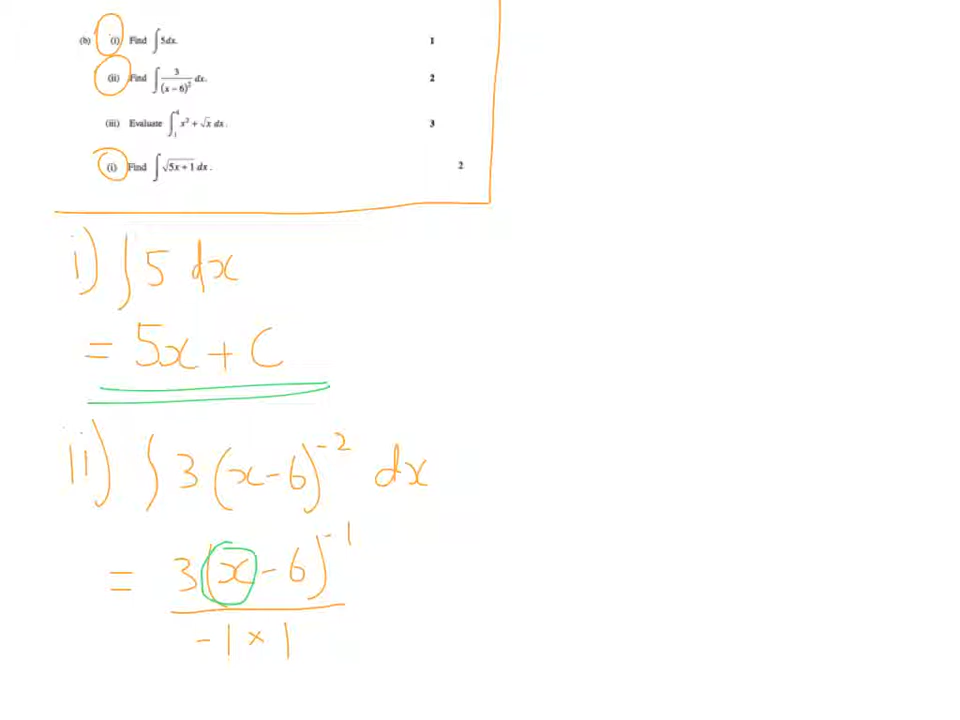 (b) (i) Find ∫ 5dx. 1
(ii) Find ∫ 3/(x − 6)² dx. 2
(iii) Evaluate ∫₁⁴ x² + √x dx. 3
(i) Find ∫ √(5x + 1) dx. 2
i) ∫ 5 dx
= 5x + C
ii) ∫ 3(x − 6)⁻² dx
= 3(x − 6)⁻¹ / −1 × 1